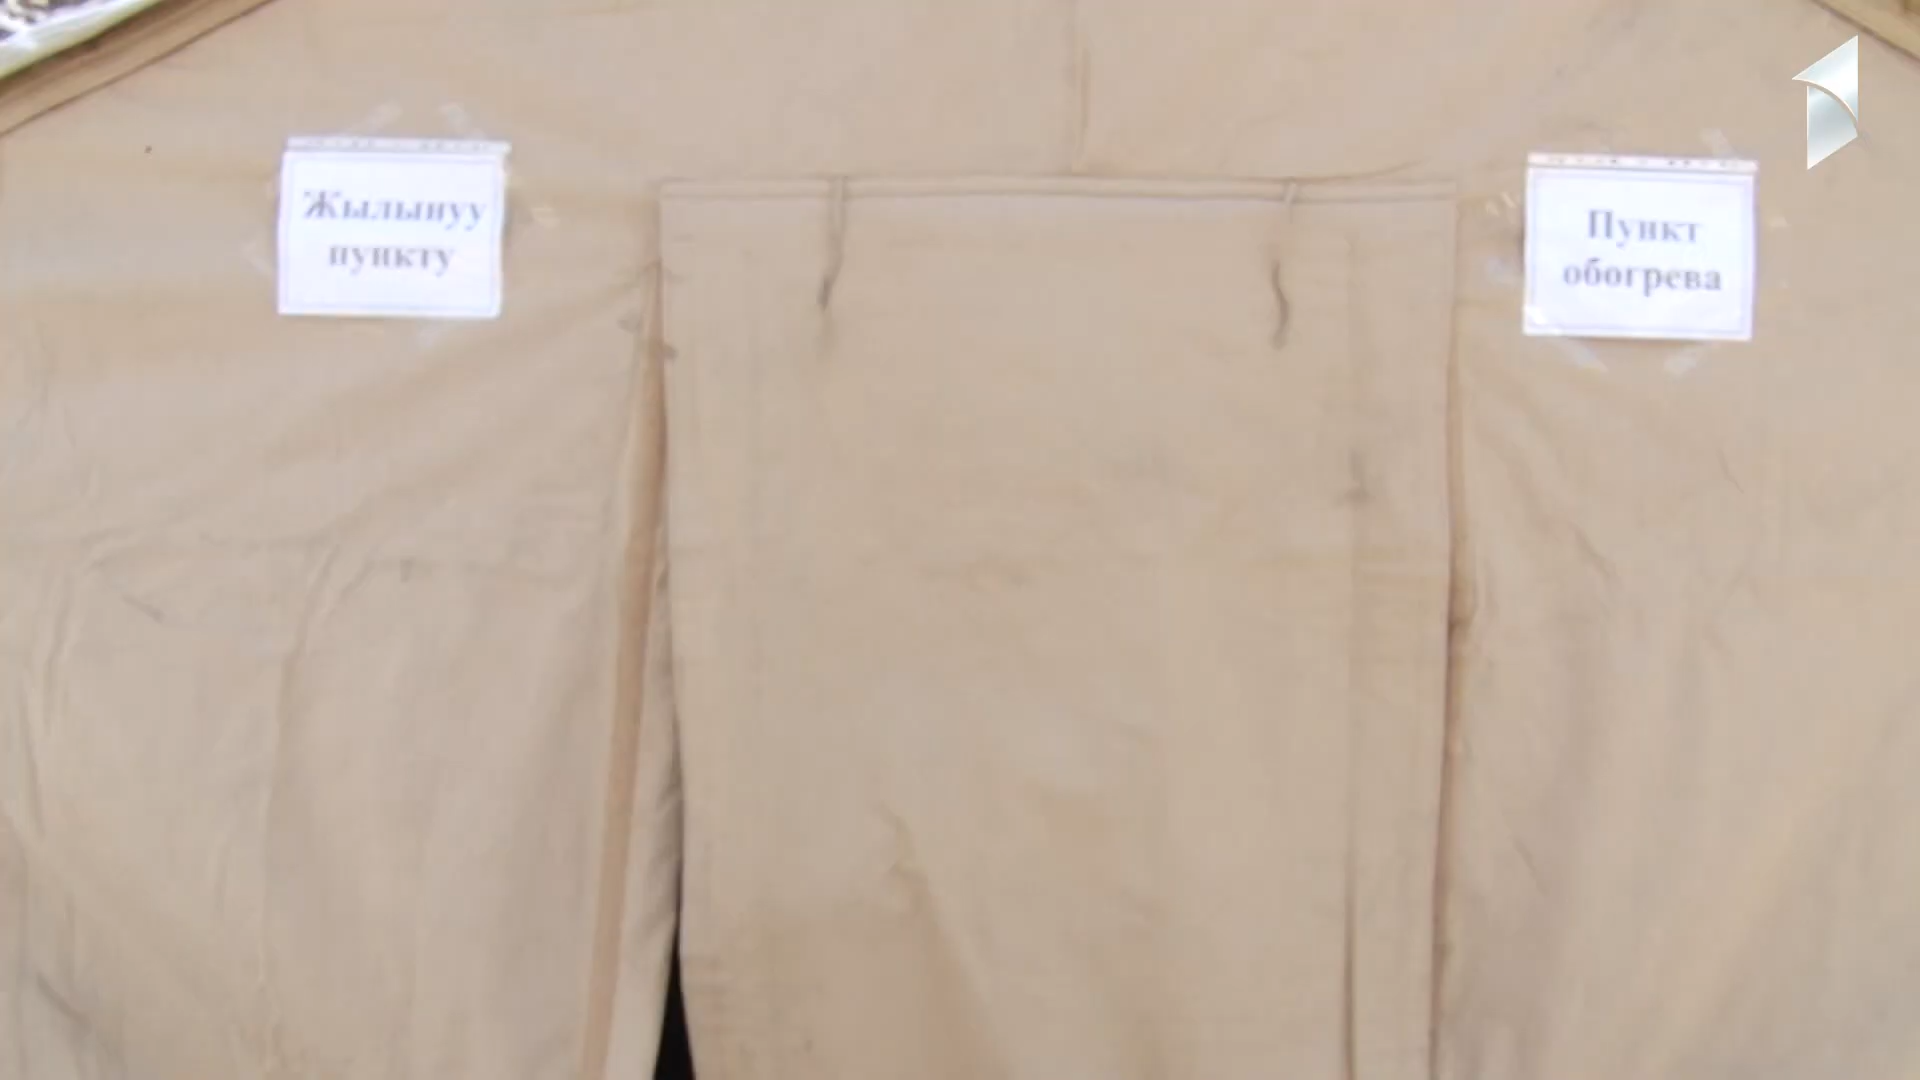 Жылынуу
пункту
Пункт
обогрева